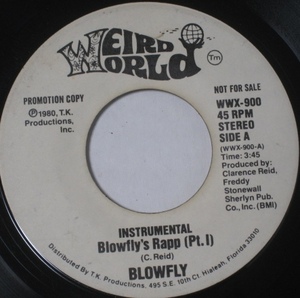 WEIRD
WORLD
Tm
PROMOTION COPY
℗1980, T.K.
Productions,
Inc.
NOT FOR SALE
WWX-900
45 RPM
STEREO
SIDE A
(WWX-900-A)
Time: 3:45
Produced by
Clarence Reid,
Freddy
Stonewall
Sherlyn Pub.
Co., Inc. (BMI)
INSTRUMENTAL
Blowfly's Rapp (Pt. I)
(C. Reid)
BLOWFLY
Distributed By T.K. Productions. 495 S.E. 10th Ct. Hialeah, Florida 33010